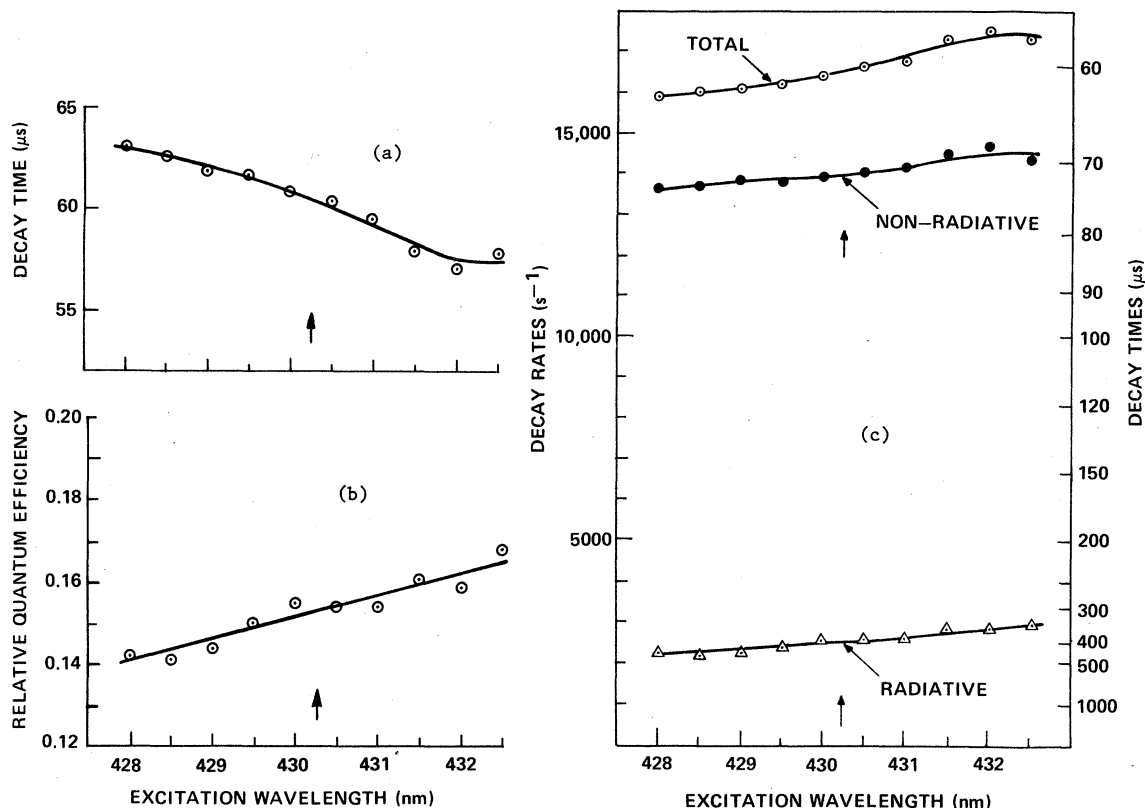 DECAY TIME (µs)
65
60
55
(a)
RELATIVE QUANTUM EFFICIENCY
0.20
0.18
0.16
0.14
0.12
(b)
428
429
430
431
432
EXCITATION WAVELENGTH (nm)
DECAY RATES (s⁻¹)
15,000
10,000
5000
TOTAL
NON–RADIATIVE
(c)
RADIATIVE
60
70
80
90
100
120
150
200
300
400
500
1000
DECAY TIMES (µs)
428
429
430
431
432
EXCITATION WAVELENGTH (nm)